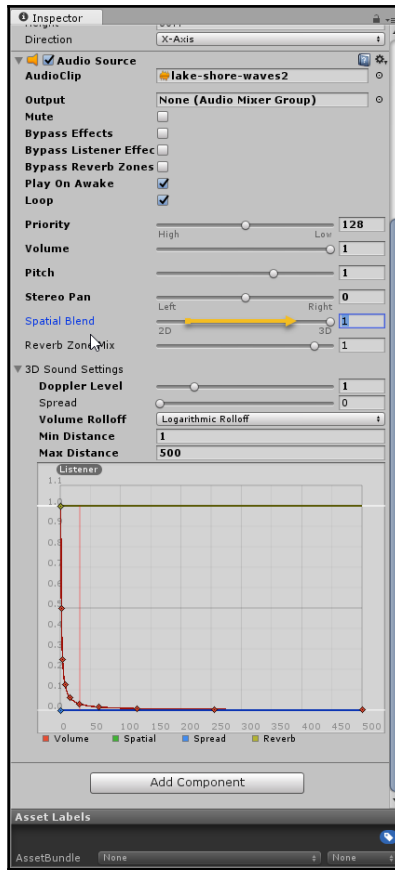 Inspector
Direction X-Axis
Audio Source
AudioClip lake-shore-waves2
Output None (Audio Mixer Group)
Mute
Bypass Effects
Bypass Listener Effec
Bypass Reverb Zones
Play On Awake
Loop
Priority 128
High Low
Volume 1
Pitch 1
Stereo Pan 0
Left Right
Spatial Blend 1
2D 3D
Reverb Zone Mix 1
3D Sound Settings
Doppler Level 1
Spread 0
Volume Rolloff Logarithmic Rolloff
Min Distance 1
Max Distance 500
Listener
1.1
1.0
0.9
0.8
0.7
0.6
0.5
0.4
0.3
0.2
0.1
0.0
0 50 100 150 200 250 300 350 400 450 500
Volume Spatial Spread Reverb
Add Component
Asset Labels
AssetBundle None None